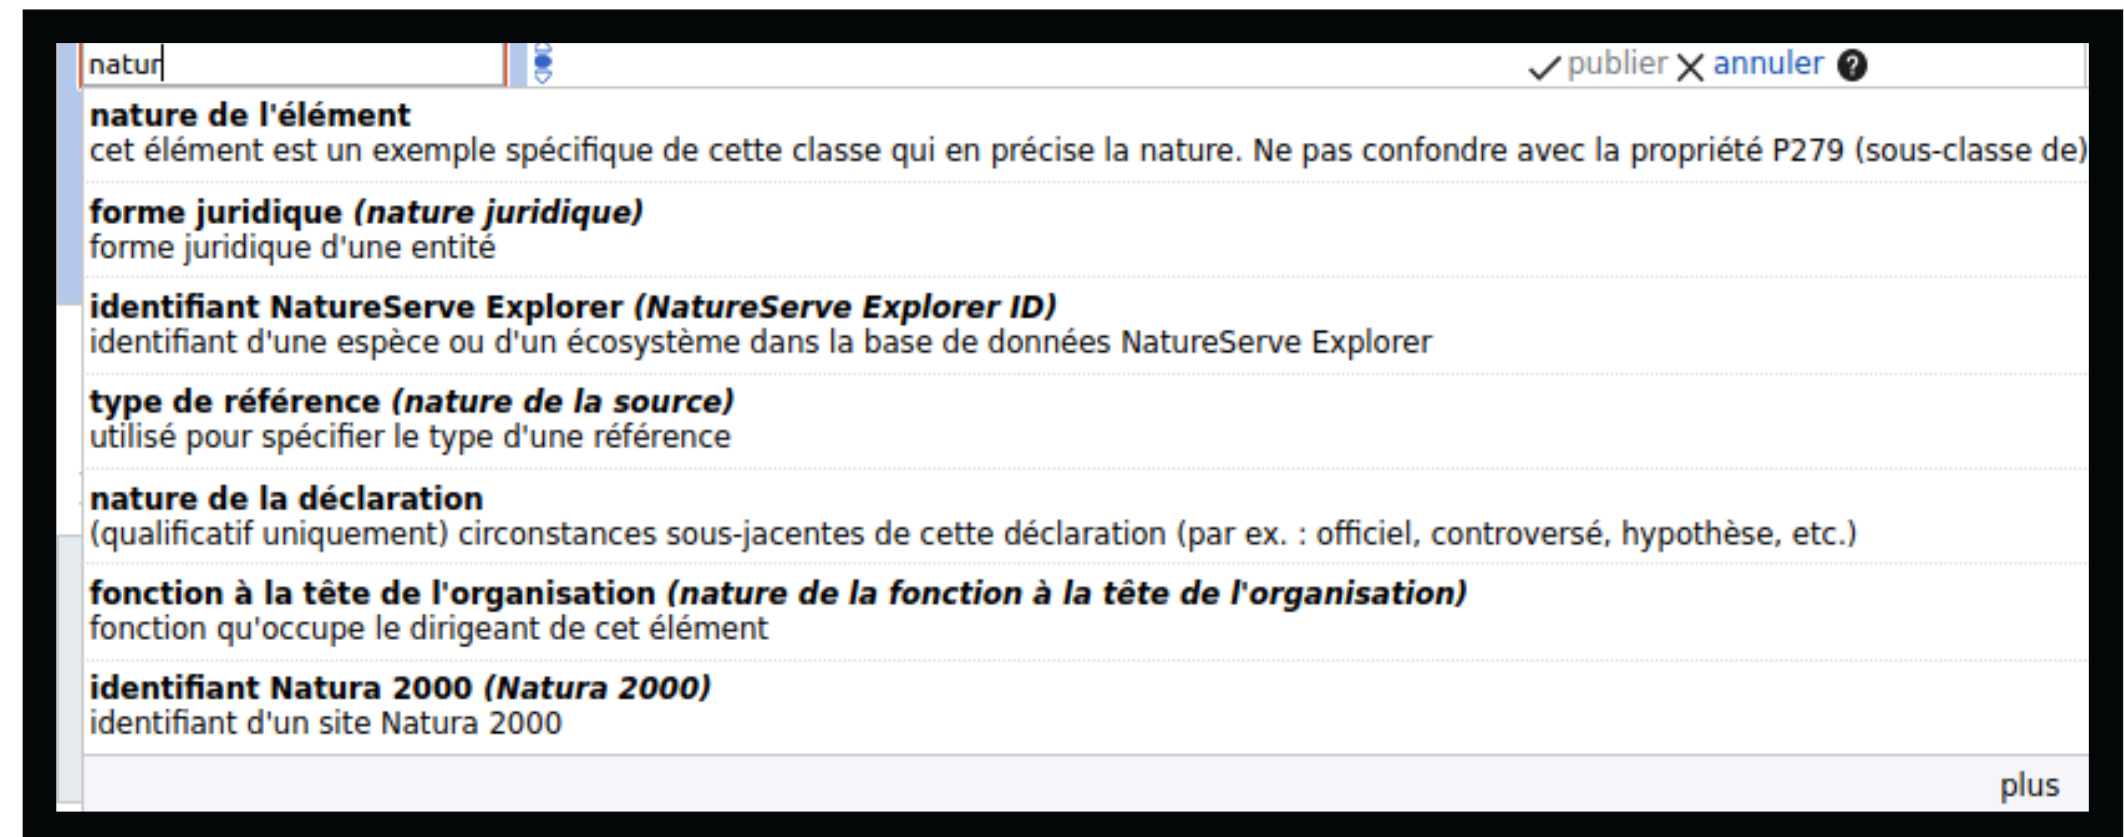 natur
publier annuler ?
nature de l'élément
cet élément est un exemple spécifique de cette classe qui en précise la nature. Ne pas confondre avec la propriété P279 (sous-classe de)
forme juridique (nature juridique)
forme juridique d'une entité
identifiant NatureServe Explorer (NatureServe Explorer ID)
identifiant d'une espèce ou d'un écosystème dans la base de données NatureServe Explorer
type de référence (nature de la source)
utilisé pour spécifier le type d'une référence
nature de la déclaration
(qualificatif uniquement) circonstances sous-jacentes de cette déclaration (par ex. : officiel, controversé, hypothèse, etc.)
fonction à la tête de l'organisation (nature de la fonction à la tête de l'organisation)
fonction qu'occupe le dirigeant de cet élément
identifiant Natura 2000 (Natura 2000)
identifiant d'un site Natura 2000
plus